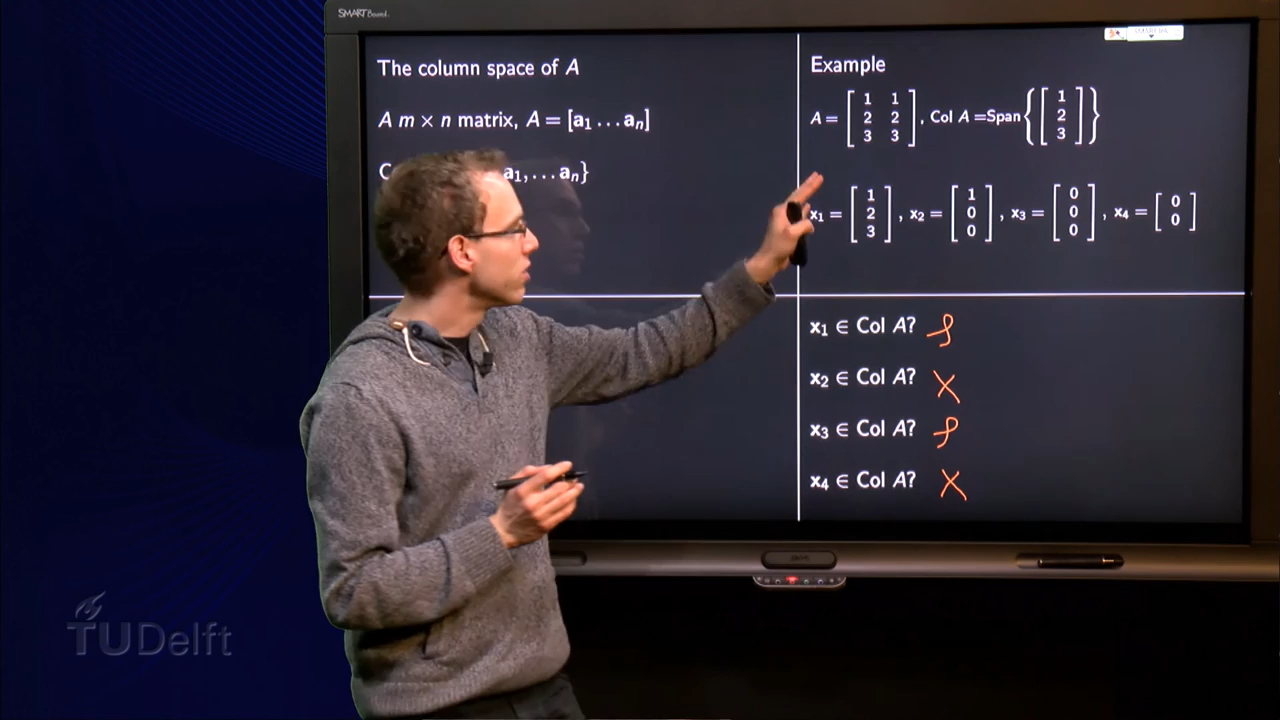 SMART Board
The column space of A
A m × n matrix, A = [a₁ … aₙ]
C a₁, … aₙ}
Example
A = [1 1; 2 2; 3 3], Col A =Span{[1; 2; 3]}
x₁ = [1; 2; 3], x₂ = [1; 0; 0], x₃ = [0; 0; 0], x₄ = [0; 0]
x₁ ∈ Col A?
x₂ ∈ Col A? X
x₃ ∈ Col A?
x₄ ∈ Col A? X
TUDelft